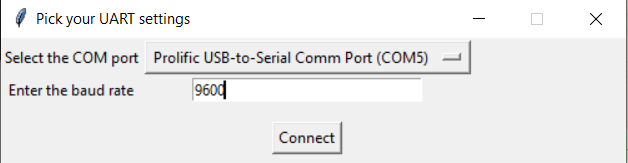 Pick your UART settings
Select the COM port Prolific USB-to-Serial Comm Port (COM5)
Enter the baud rate 9600
Connect